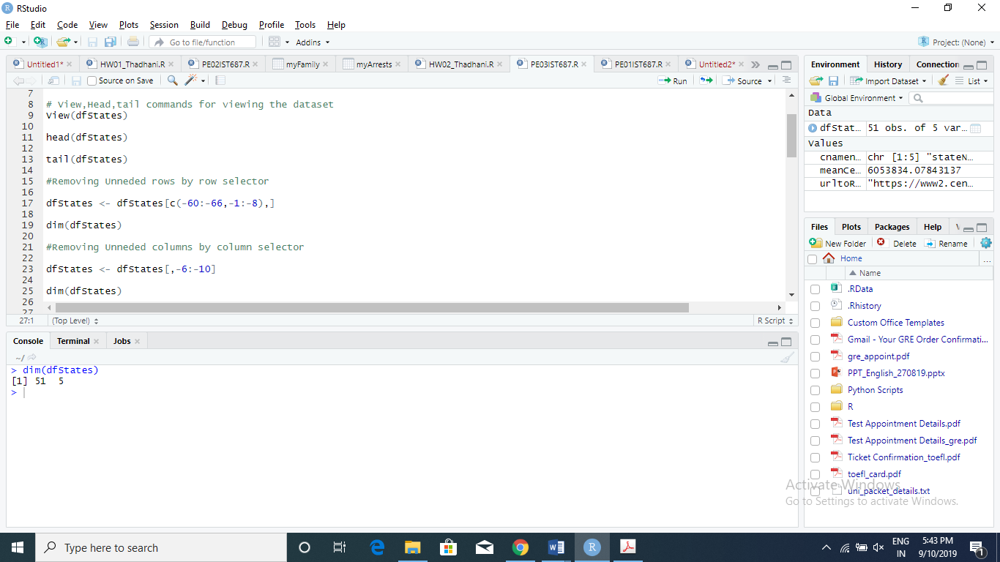 RStudio
File Edit Code View Plots Session Build Debug Profile Tools Help
Go to file/function Addins Project: (None)
Untitled1* HW01_Thadhani.R PE02IST687.R myFamily myArrests HW02_Thadhani.R PE03IST687.R PE01IST687.R Untitled2*
Source on Save Run Source
7
8 # View,Head,tail commands for viewing the dataset
9 View(dfStates)
10
11 head(dfStates)
12
13 tail(dfStates)
14
15 #Removing Unneded rows by row selector
16
17 dfStates <- dfStates[c(-60:-66,-1:-8),]
18
19 dim(dfStates)
20
21 #Removing Unneded columns by column selector
22
23 dfStates <- dfStates[,-6:-10]
24
25 dim(dfStates)
26
27
27:1 (Top Level) R Script
Console Terminal Jobs
~/
> dim(dfStates)
[1] 51 5
>
Environment History Connection
Import Dataset List
Global Environment
Data
dfStat… 51 obs. of 5 var…
Values
cnamen… chr [1:5] "stateN…
meanCe… 6053834.07843137
urltoR… "https://www2.cen…
Files Plots Packages Help
New Folder Delete Rename
Home ...
Name
.RData
.Rhistory
Custom Office Templates
Gmail - Your GRE Order Confirmati...
gre_appoint.pdf
PPT_English_270819.pptx
Python Scripts
R
Test Appointment Details.pdf
Test Appointment Details_gre.pdf
Ticket Confirmation_toefl.pdf
toefl_card.pdf
uni_packet_details.txt
Activate Windows
Go to Settings to activate Windows.
Type here to search
ENG
IN
5:43 PM
9/10/2019
1